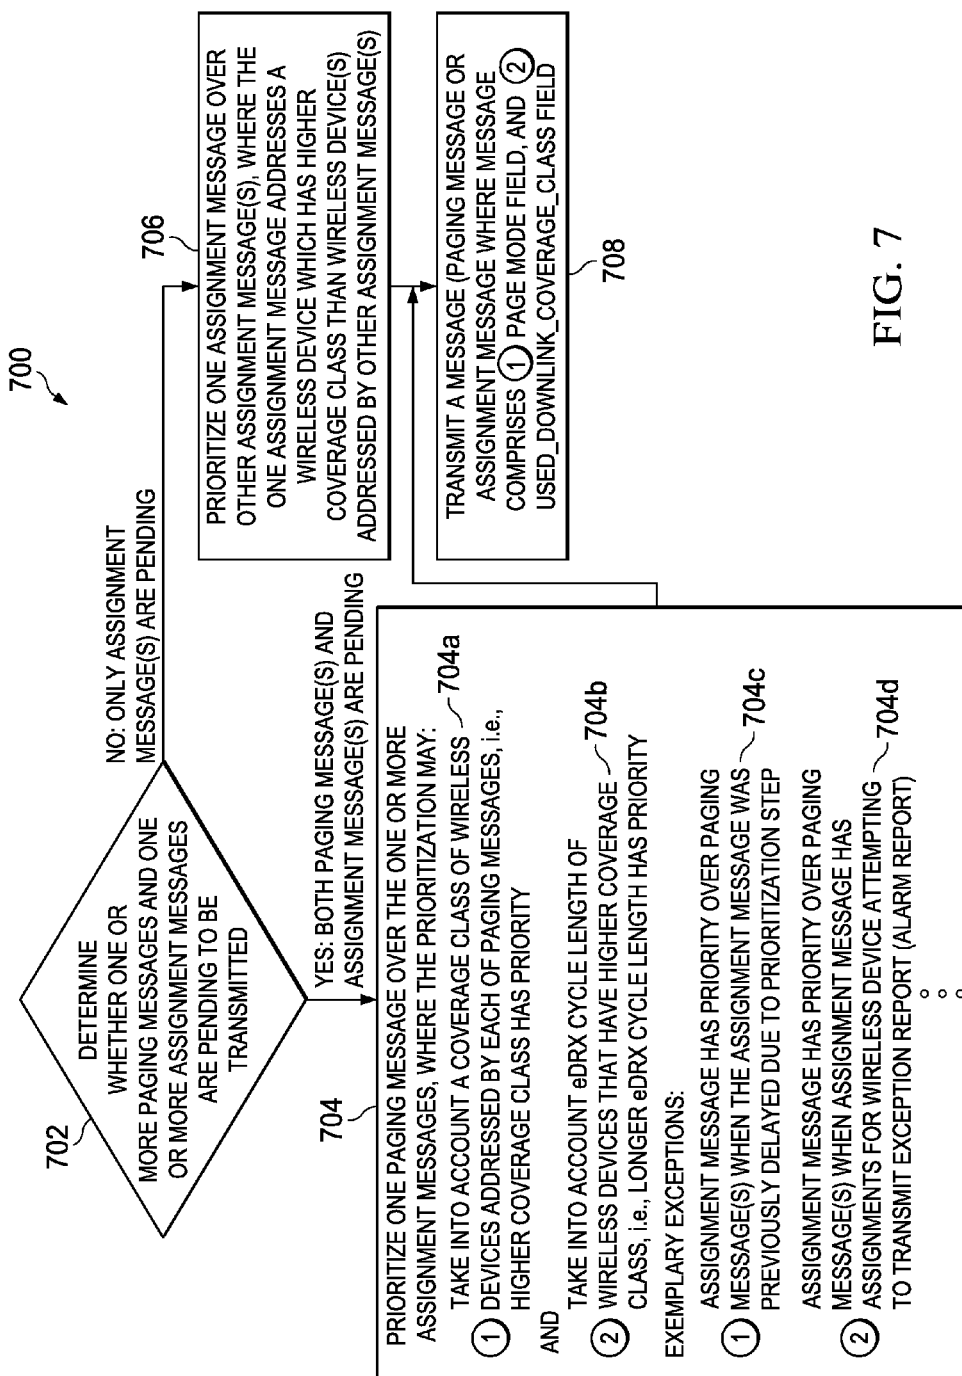 700
702
DETERMINE
WHETHER ONE OR
MORE PAGING MESSAGES AND ONE
OR MORE ASSIGNMENT MESSAGES
ARE PENDING TO BE
TRANSMITTED
NO: ONLY ASSIGNMENT
MESSAGE(S) ARE PENDING
YES: BOTH PAGING MESSAGE(S) AND
ASSIGNMENT MESSAGE(S) ARE PENDING
704
PRIORITIZE ONE PAGING MESSAGE OVER THE ONE OR MORE
ASSIGNMENT MESSAGES, WHERE THE PRIORITIZATION MAY:
TAKE INTO ACCOUNT A COVERAGE CLASS OF WIRELESS 704a
1 DEVICES ADDRESSED BY EACH OF PAGING MESSAGES, i.e.,
HIGHER COVERAGE CLASS HAS PRIORITY
AND
TAKE INTO ACCOUNT eDRX CYCLE LENGTH OF
2 WIRELESS DEVICES THAT HAVE HIGHER COVERAGE 704b
CLASS, i.e., LONGER eDRX CYCLE LENGTH HAS PRIORITY
EXEMPLARY EXCEPTIONS:
ASSIGNMENT MESSAGE HAS PRIORITY OVER PAGING
1 MESSAGE(S) WHEN THE ASSIGNMENT MESSAGE WAS 704c
PREVIOUSLY DELAYED DUE TO PRIORITIZATION STEP
ASSIGNMENT MESSAGE HAS PRIORITY OVER PAGING
MESSAGE(S) WHEN ASSIGNMENT MESSAGE HAS
2 ASSIGNMENTS FOR WIRELESS DEVICE ATTEMPTING 704d
TO TRANSMIT EXCEPTION REPORT (ALARM REPORT)
706
PRIORITIZE ONE ASSIGNMENT MESSAGE OVER
OTHER ASSIGNMENT MESSAGE(S), WHERE THE
ONE ASSIGNMENT MESSAGE ADDRESSES A
WIRELESS DEVICE WHICH HAS HIGHER
COVERAGE CLASS THAN WIRELESS DEVICE(S)
ADDRESSED BY OTHER ASSIGNMENT MESSAGE(S)
TRANSMIT A MESSAGE (PAGING MESSAGE OR
ASSIGNMENT MESSAGE WHERE MESSAGE
COMPRISES 1 PAGE MODE FIELD, AND 2
USED_DOWNLINK_COVERAGE_CLASS FIELD
708
FIG. 7